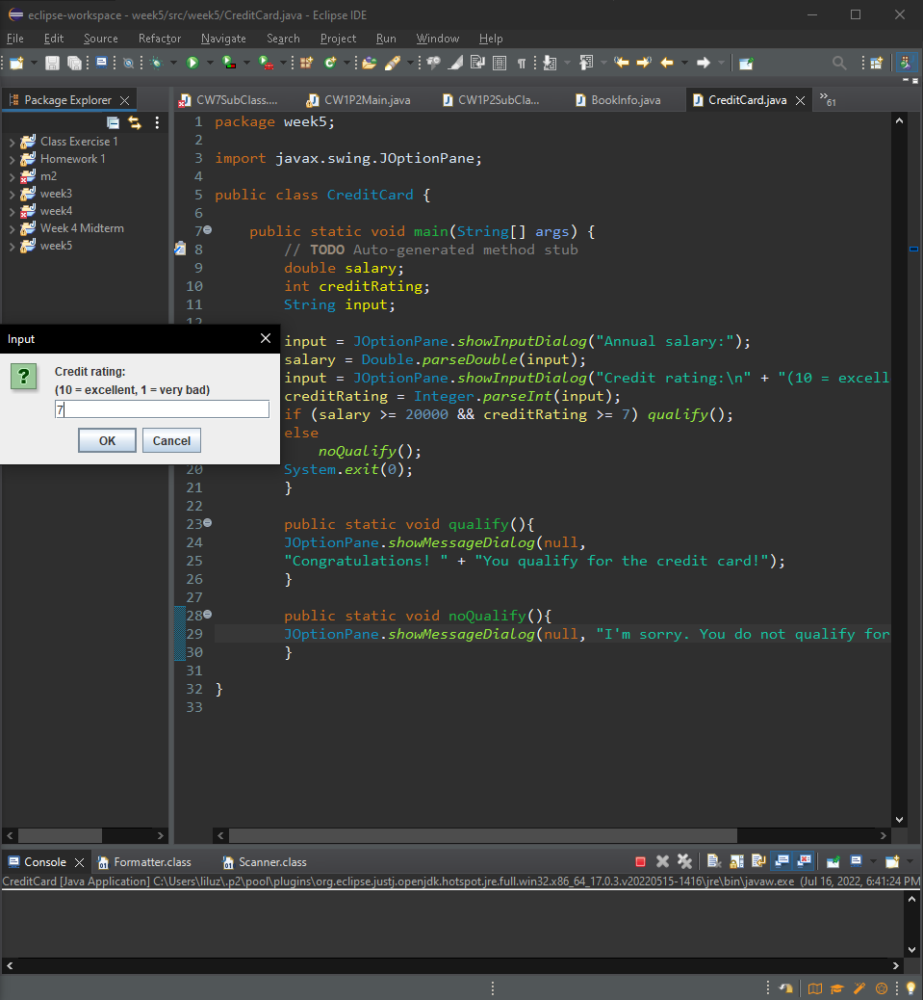 eclipse-workspace - week5/src/week5/CreditCard.java - Eclipse IDE
File Edit Source Refactor Navigate Search Project Run Window Help
Package Explorer
CW7SubClass.... CW1P2Main.java CW1P2SubCla... BookInfo.java CreditCard.java »61
Class Exercise 1
Homework 1
m2
week3
week4
Week 4 Midterm
week5
1 package week5;
2
3 import javax.swing.JOptionPane;
4
5 public class CreditCard {
6
7 public static void main(String[] args) {
8 // TODO Auto-generated method stub
9 double salary;
10 int creditRating;
11 String input;
12
input = JOptionPane.showInputDialog("Annual salary:");
salary = Double.parseDouble(input);
input = JOptionPane.showInputDialog("Credit rating:\n" + "(10 = excell
creditRating = Integer.parseInt(input);
if (salary >= 20000 && creditRating >= 7) qualify();
else
noQualify();
20 System.exit(0);
21 }
22
23 public static void qualify(){
24 JOptionPane.showMessageDialog(null,
25 "Congratulations! " + "You qualify for the credit card!");
26 }
27
28 public static void noQualify(){
29 JOptionPane.showMessageDialog(null, "I'm sorry. You do not qualify for
30 }
31
32 }
33
Input
Credit rating:
(10 = excellent, 1 = very bad)
7
OK Cancel
Console Formatter.class Scanner.class
CreditCard [Java Application] C:\Users\liluz\.p2\pool\plugins\org.eclipse.justj.openjdk.hotspot.jre.full.win32.x86_64_17.0.3.v20220515-1416\jre\bin\javaw.exe (Jul 16, 2022, 6:41:24 PM